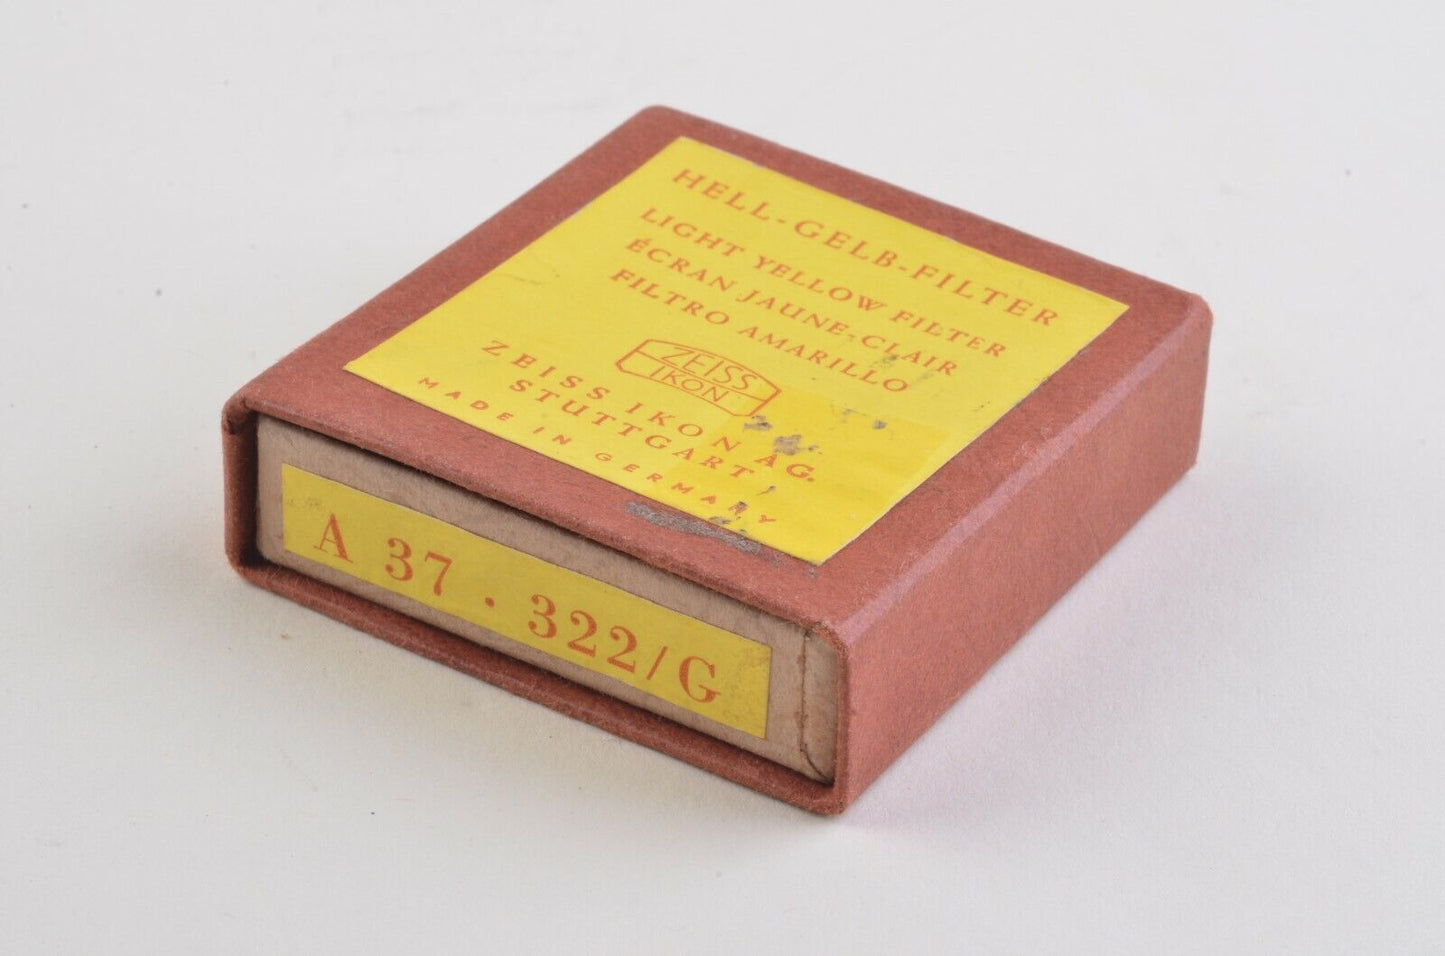 HELL-GELB-FILTER
LIGHT YELLOW FILTER
ÉCRAN JAUNE-CLAIR
FILTRO AMARILLO
ZEISS
IKON
ZEISS IKON AG.
STUTTGART
MADE IN GERMANY
A 37 . 322/G